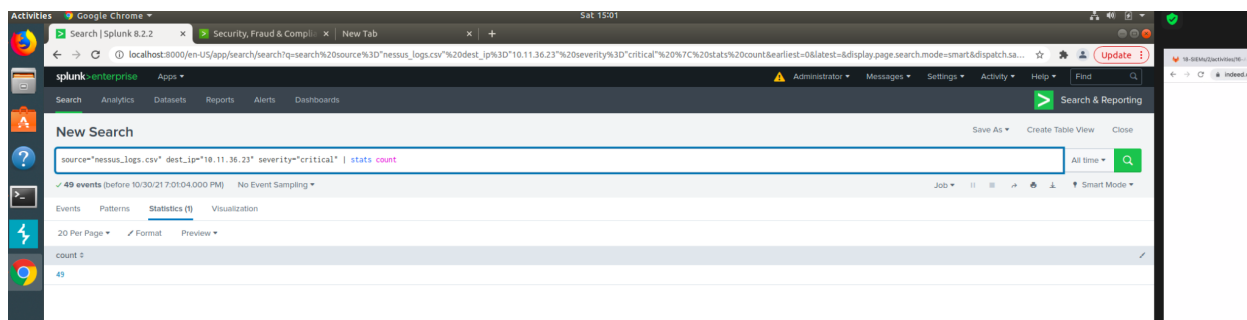 Activities Google Chrome ▾ Sat 15:01
Search | Splunk 8.2.2 × Security, Fraud & Complia × New Tab × +
localhost:8000/en-US/app/search/search?q=search%20source%3D"nessus_logs.csv"%20dest_ip%3D"10.11.36.23"%20severity%3D"critical"%20%7C%20stats%20count&earliest=0&latest=&display.page.search.mode=smart&dispatch.sa... Update
splunk>enterprise Apps ▾ Administrator ▾ Messages ▾ Settings ▾ Activity ▾ Help ▾ Find
Search Analytics Datasets Reports Alerts Dashboards Search & Reporting
New Search Save As ▾ Create Table View Close
source="nessus_logs.csv" dest_ip="10.11.36.23" severity="critical" | stats count All time ▾
✓ 49 events (before 10/30/21 7:01:04.000 PM) No Event Sampling ▾ Job ▾ Smart Mode ▾
Events Patterns Statistics (1) Visualization
20 Per Page ▾ Format Preview ▾
count
49
indeed.